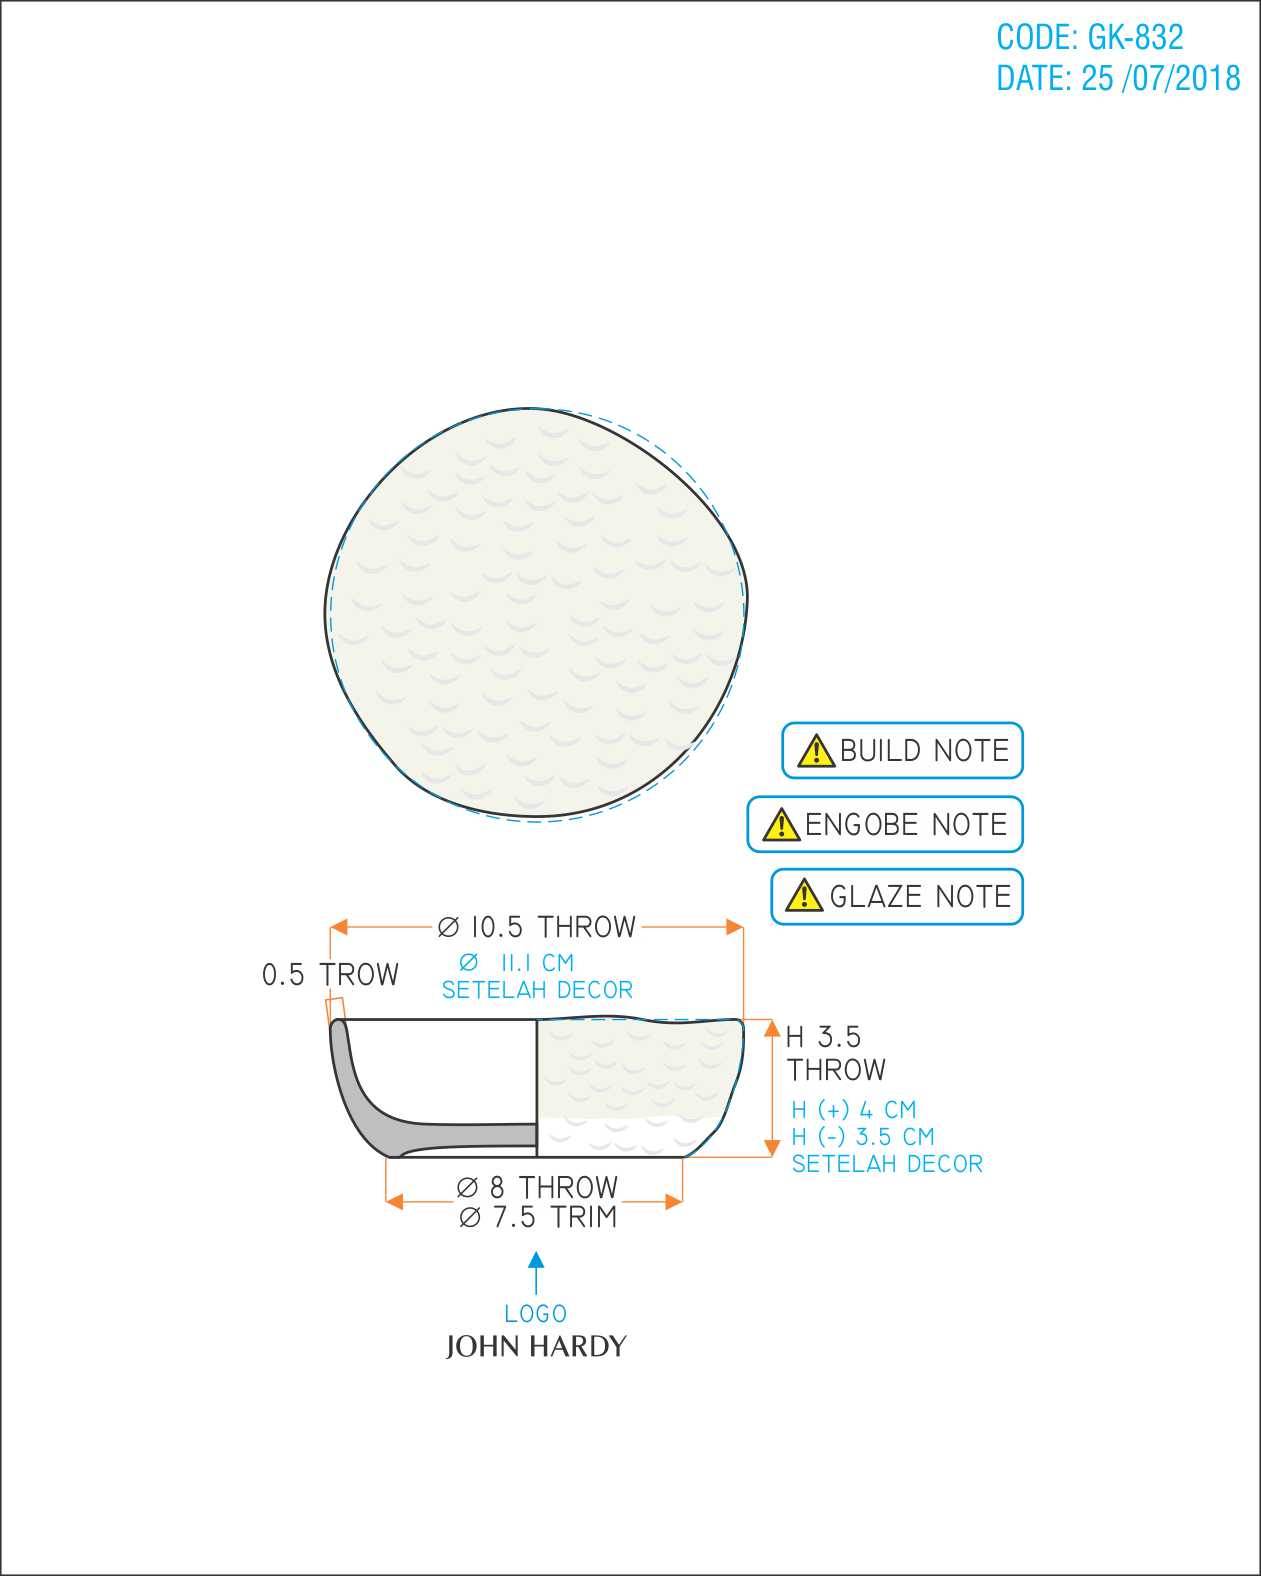 CODE: GK-832
DATE: 25 /07/2018
BUILD NOTE
ENGOBE NOTE
GLAZE NOTE
Ø 10.5 THROW
Ø 11.1 CM
SETELAH DECOR
0.5 TROW
H 3.5
THROW
H (+) 4 CM
H (-) 3.5 CM
SETELAH DECOR
Ø 8 THROW
Ø 7.5 TRIM
LOGO
JOHN HARDY